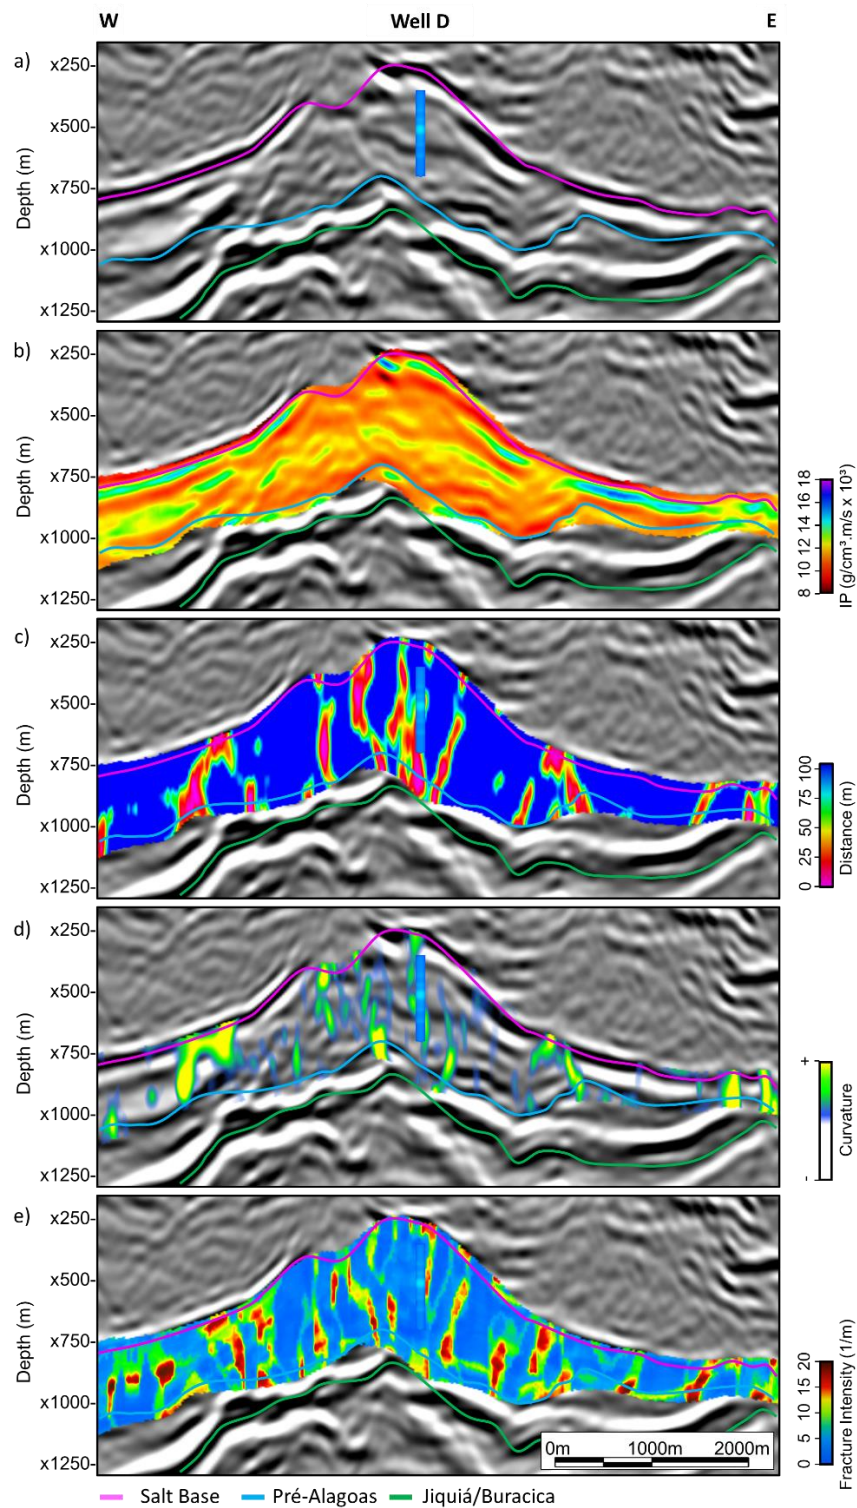 W Well D E
a)
x250
x500
x750
x1000
x1250
Depth (m)
b)
x250
x500
x750
x1000
x1250
Depth (m)
8 10 12 14 16 18
IP (g/cm³.m/s x 10³)
c)
x250
x500
x750
x1000
x1250
Depth (m)
0 25 50 75 100
Distance (m)
d)
x250
x500
x750
x1000
x1250
Depth (m)
- +
Curvature
e)
x250
x500
x750
x1000
x1250
Depth (m)
0 5 10 15 20
Fracture Intensity (1/m)
0m 1000m 2000m
Salt Base Pré-Alagoas Jiquiá/Buracica